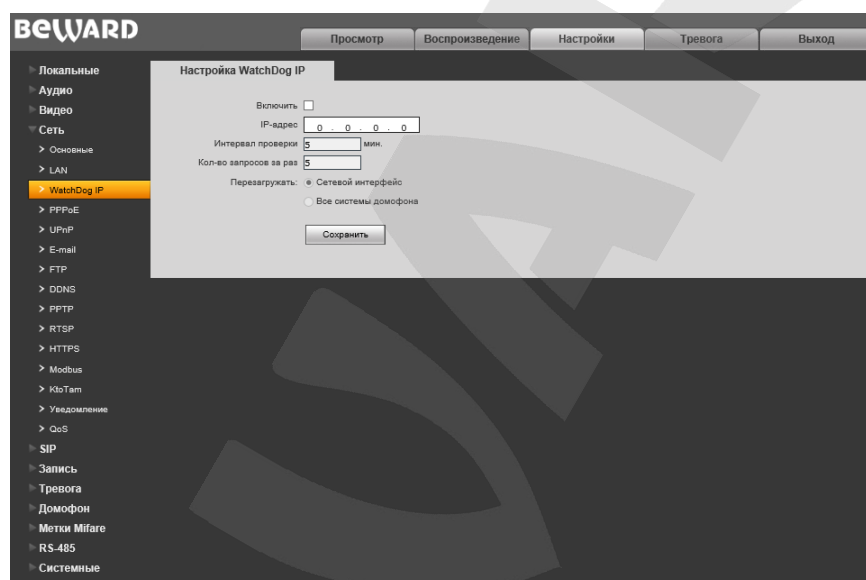 BEWARD
Просмотр Воспроизведение Настройки Тревога Выход
Локальные
Аудио
Видео
Сеть
Основные
LAN
WatchDog IP
PPPoE
UPnP
E-mail
FTP
DDNS
PPTP
RTSP
HTTPS
Modbus
KtoTam
Уведомление
QoS
SIP
Запись
Тревога
Домофон
Метки Mifare
RS-485
Системные
Настройка WatchDog IP
Включить
IP-адрес 0 . 0 . 0 . 0
Интервал проверки 5 мин.
Кол-во запросов за раз 5
Перезагружать: Сетевой интерфейс
Все системы домофона
Сохранить